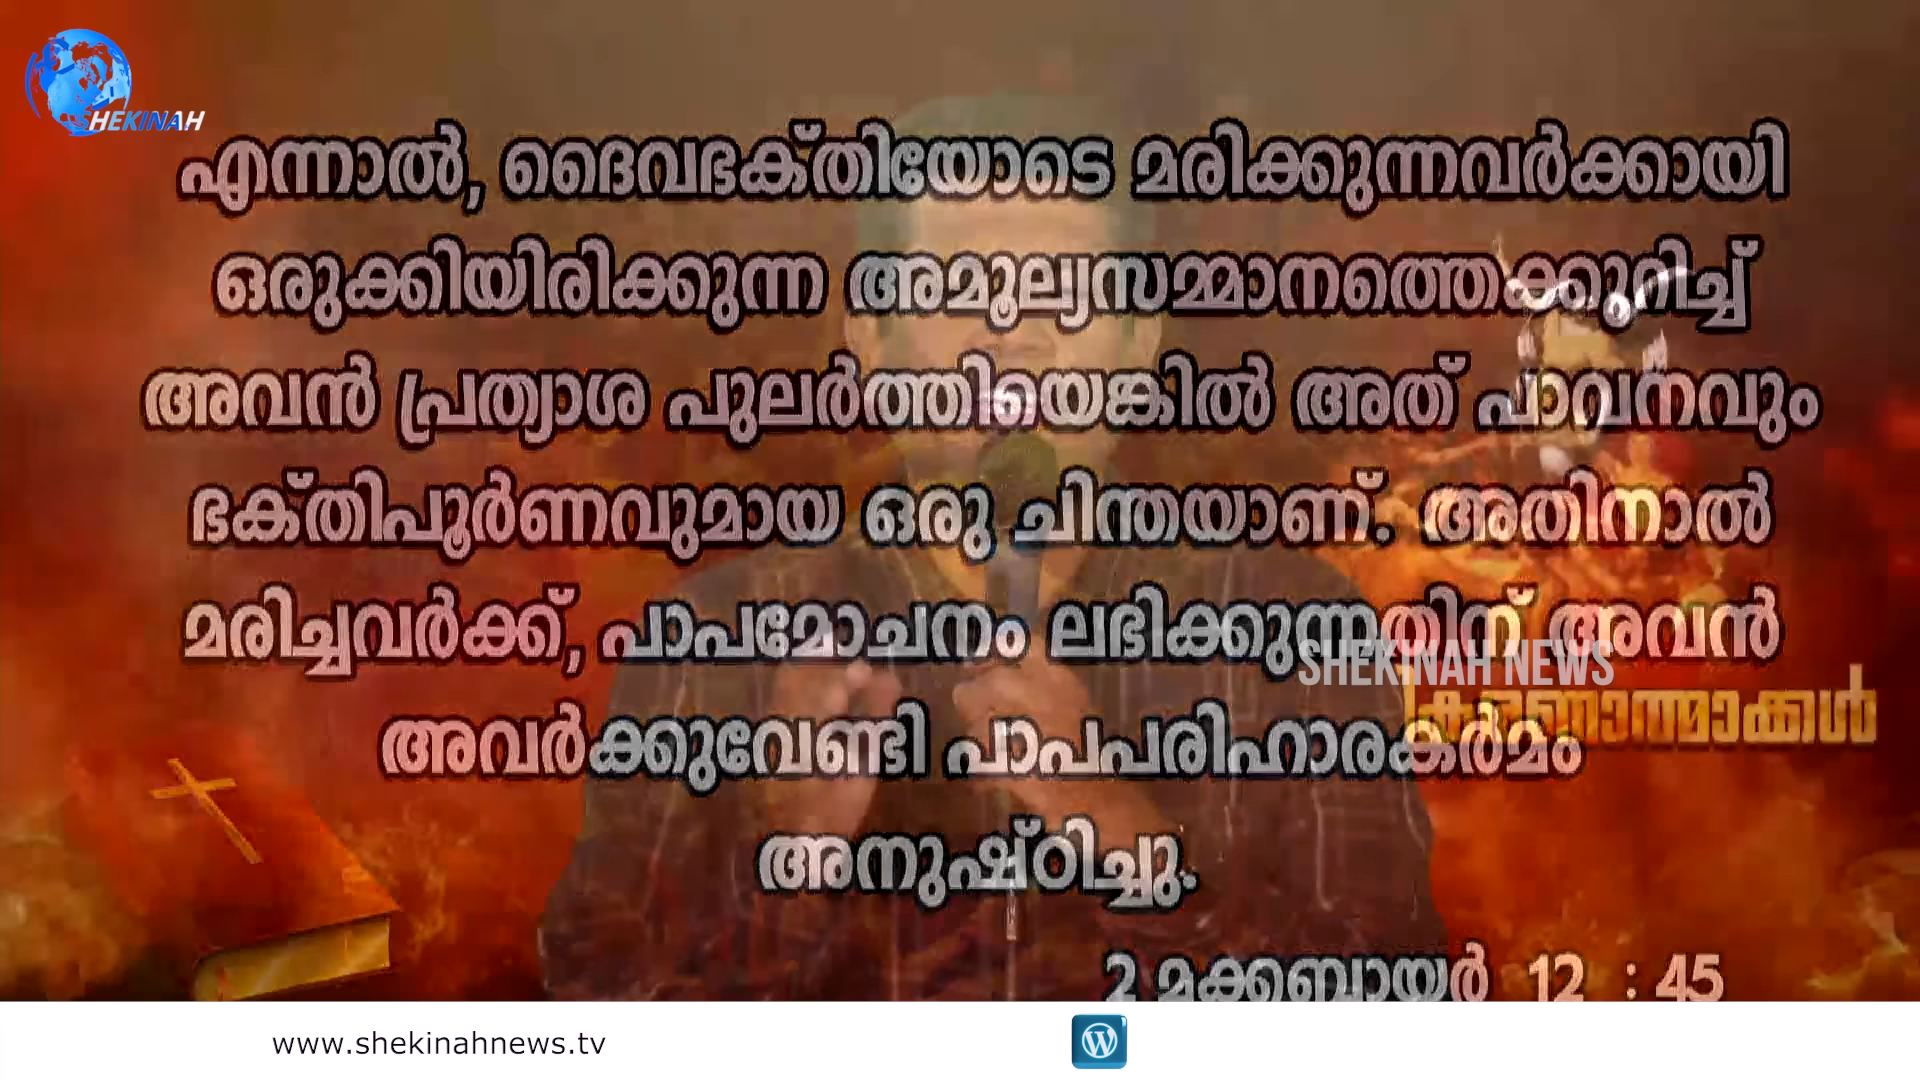 SHEKINAH
എന്നാൽ, ദൈവഭക്‌തിയോടെ മരിക്കുന്നവർക്കായി
ഒരുക്കിയിരിക്കുന്ന അമൂല്യസമ്മാനത്തെക്കുറിച്ച്
അവൻ പ്രത്യാശ പുലർത്തിയെങ്കിൽ അത് പാവനവും
ഭക്‌തിപൂർണവുമായ ഒരു ചിന്തയാണ്. അതിനാൽ
മരിച്ചവർക്ക്, പാപമോചനം ലഭിക്കുന്നതിന് അവൻ
SHEKINAH NEWS
അവർക്കുവേണ്ടി പാപപരിഹാരകർമം
അനുഷ്ഠിച്ചു.
2 മക്കബായർ 12 : 45
www.shekinahnews.tv